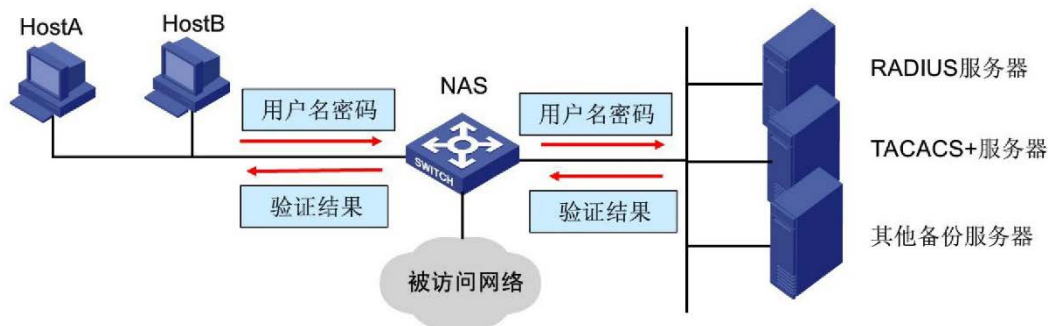 HostA
HostB
NAS
用户名密码
用户名密码
RADIUS服务器
SWITCH
TACACS+服务器
验证结果
验证结果
其他备份服务器
被访问网络